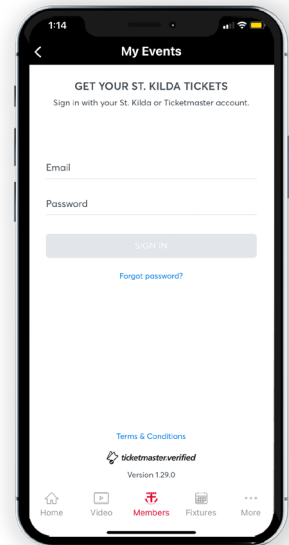 1:14
My Events
GET YOUR ST. KILDA TICKETS
Sign in with your St. Kilda or Ticketmaster account.
Email
Password
SIGN IN
Forgot password?
Terms & Conditions
ticketmaster.verified
Version 1.29.0
Home Video Members Fixtures More